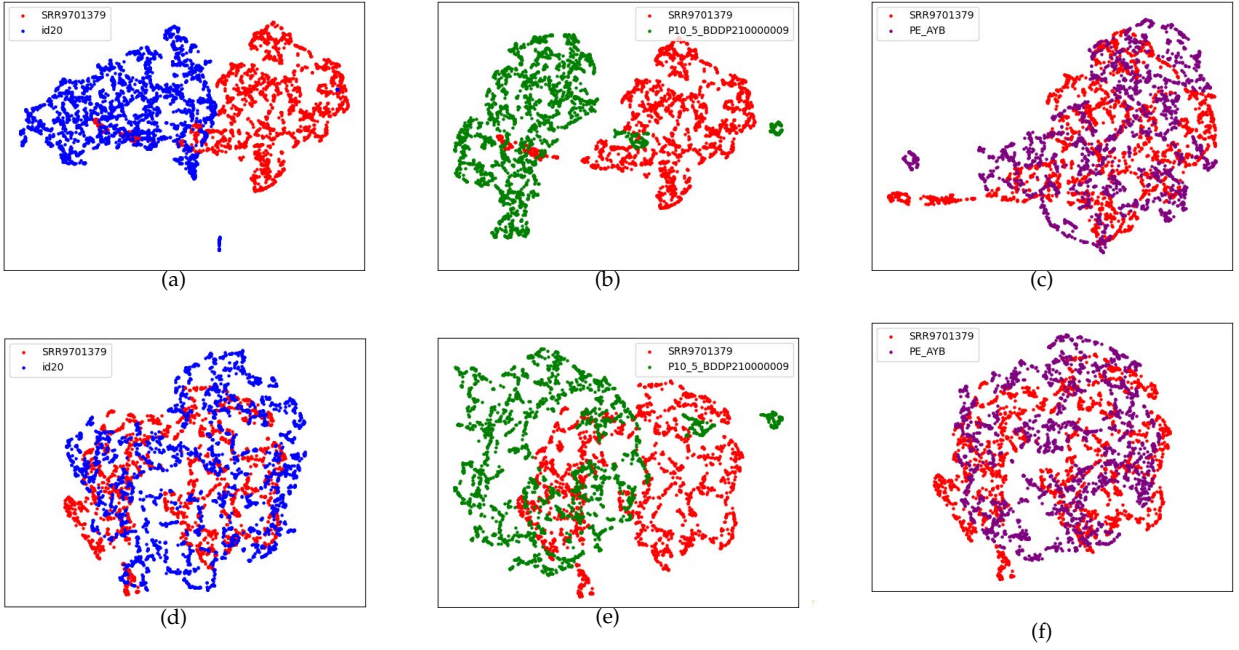 SRR9701379
id20
(a)
SRR9701379
P10_5_BDDP210000009
(b)
SRR9701379
PE_AYB
(c)
SRR9701379
id20
(d)
SRR9701379
P10_5_BDDP210000009
(e)
SRR9701379
PE_AYB
(f)